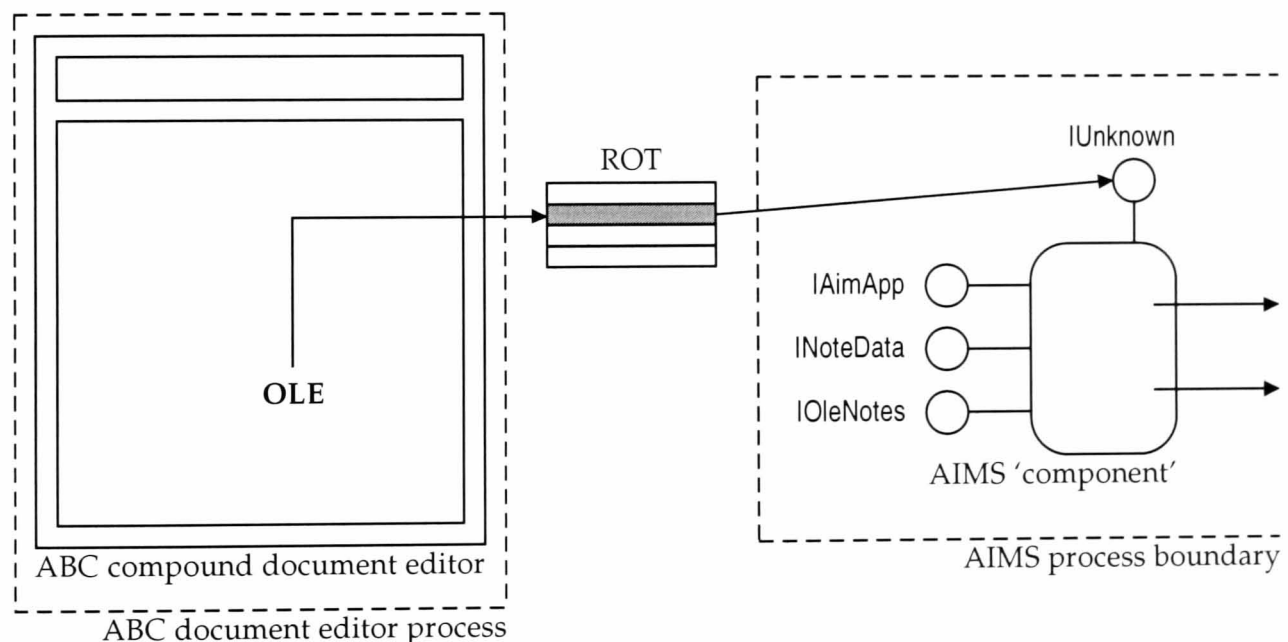 ROT
IUnknown
IAimApp
INoteData
OLE
IOleNotes
AIMS ‘component’
ABC compound document editor
AIMS process boundary
ABC document editor process